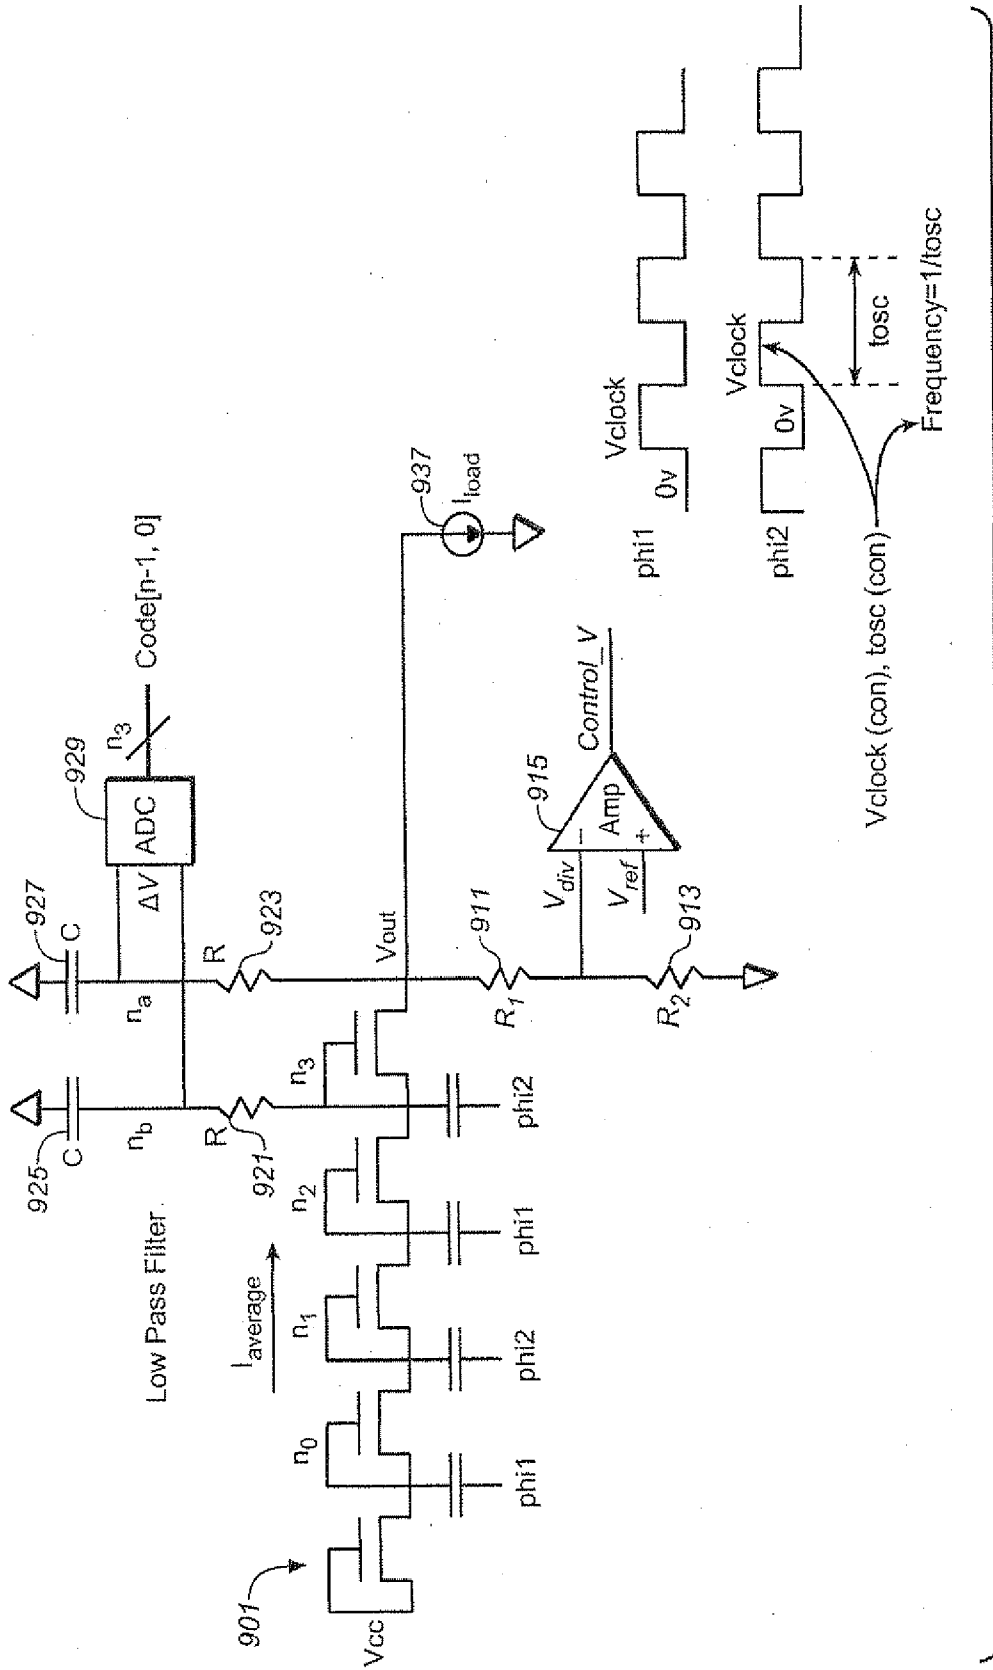 925
C
927
C
929
ADC
ΔV
n3
Code[n-1, 0]
nb
na
Low Pass Filter
R
921
R
923
Iaverage
901
Vcc
n0
n1
n2
n3
Vout
937
Iload
phi1
phi2
phi1
phi2
911
R1
913
R2
Vdiv
Vref
−
+
Amp
915
Control_V
phi1
0v
Vclock
phi2
0v
Vclock
tosc
Vclock (con), tosc (con)
Frequency=1/tosc